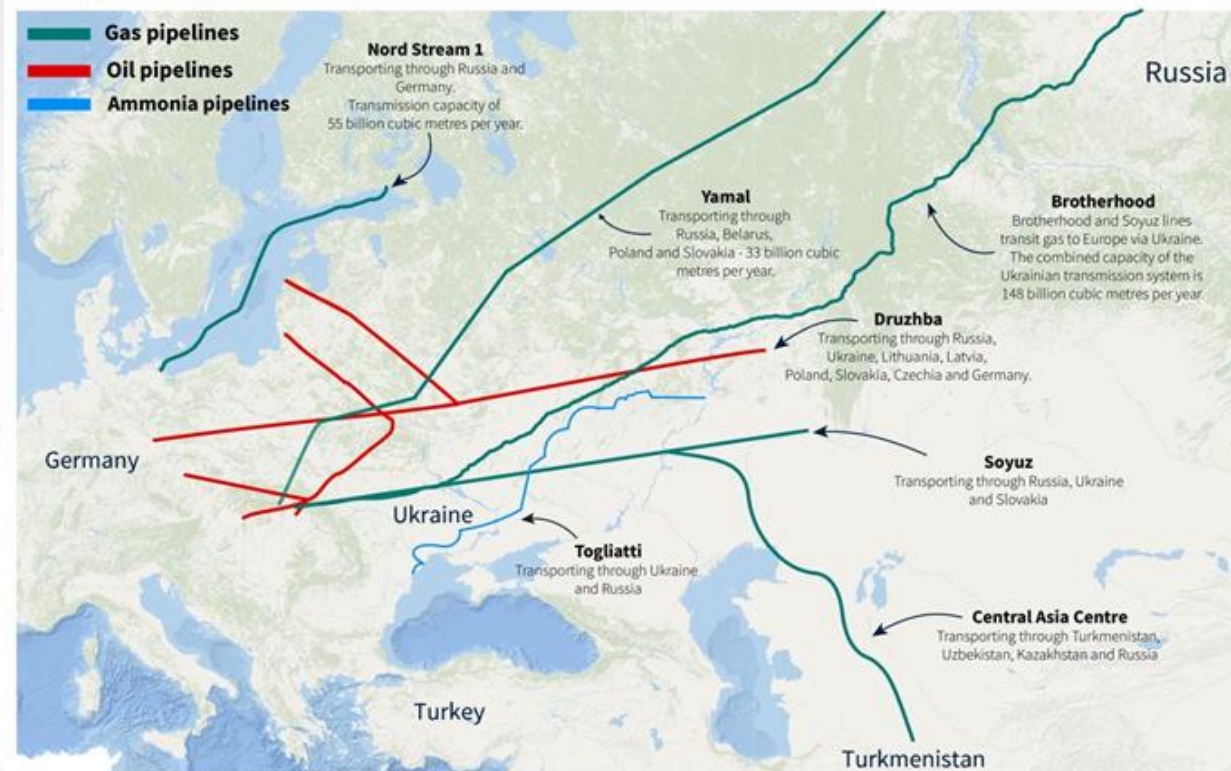 Gas pipelines
Oil pipelines
Ammonia pipelines
Nord Stream 1
Transporting through Russia and
Germany.
Transmission capacity of
55 billion cubic metres per year.
Russia
Yamal
Transporting through
Russia, Belarus,
Poland and Slovakia - 33 billion cubic
metres per year.
Brotherhood
Brotherhood and Soyuz lines
transit gas to Europe via Ukraine.
The combined capacity of the
Ukrainian transmission system is
148 billion cubic metres per year.
Druzhba
Transporting through Russia,
Ukraine, Lithuania, Latvia,
Poland, Slovakia, Czechia and Germany.
Germany
Soyuz
Transporting through Russia, Ukraine
and Slovakia
Ukraine
Togliatti
Transporting through Ukraine
and Russia
Central Asia Centre
Transporting through Turkmenistan,
Uzbekistan, Kazakhstan and Russia
Turkey
Turkmenistan